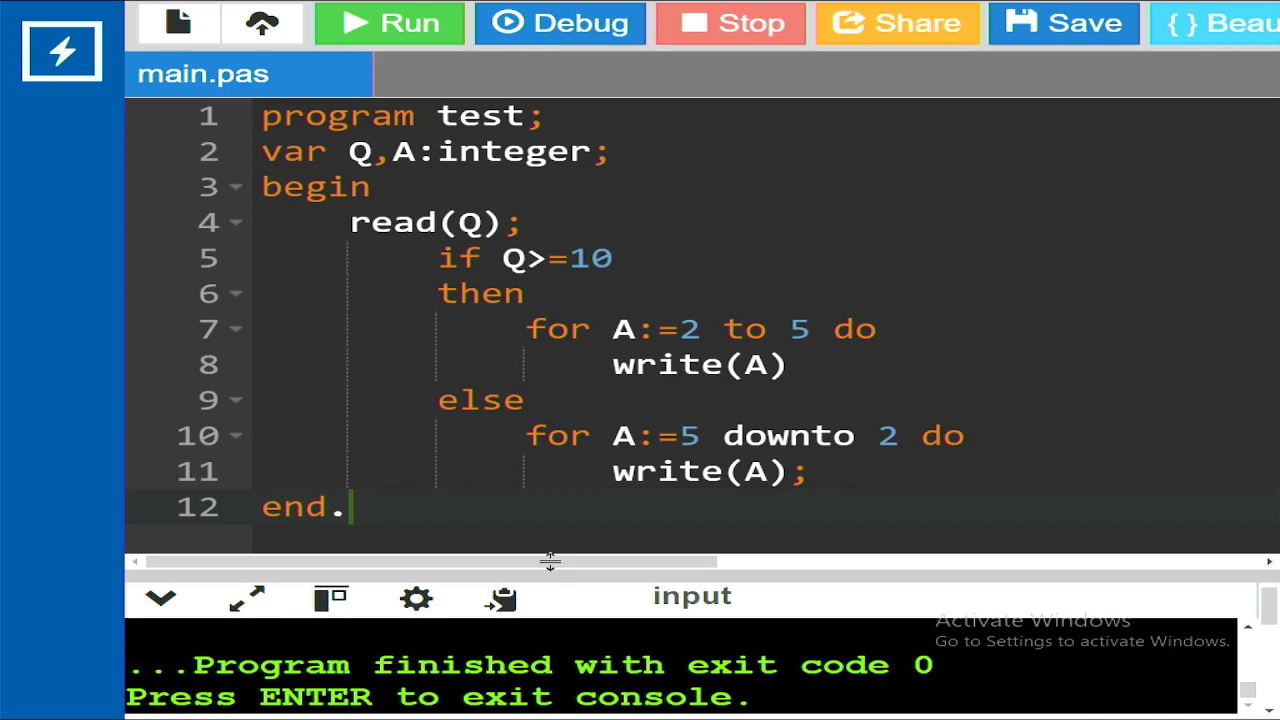 Run Debug Stop Share Save { } Beau
main.pas
1 program test;
2 var Q,A:integer;
3 begin
4 read(Q);
5 if Q>=10
6 then
7 for A:=2 to 5 do
8 write(A)
9 else
10 for A:=5 downto 2 do
11 write(A);
12 end.
input
Activate Windows
Go to Settings to activate Windows.
...Program finished with exit code 0
Press ENTER to exit console.